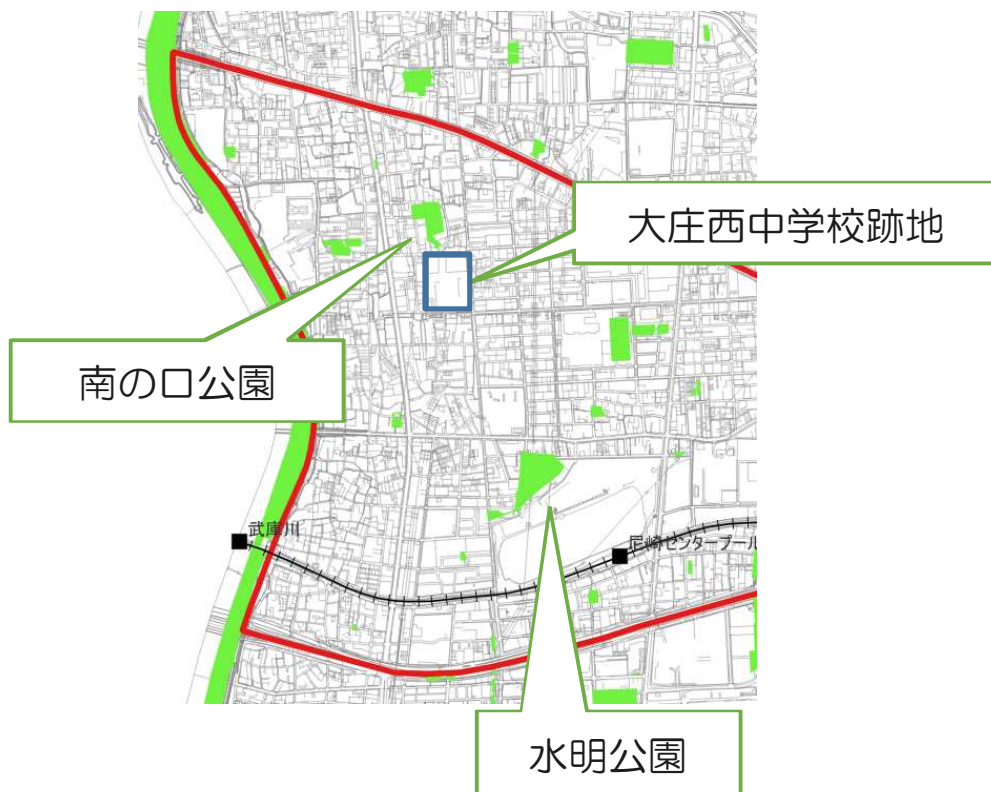 大庄西中学校跡地
南の口公園
武庫川
尼崎センタープール
水明公園